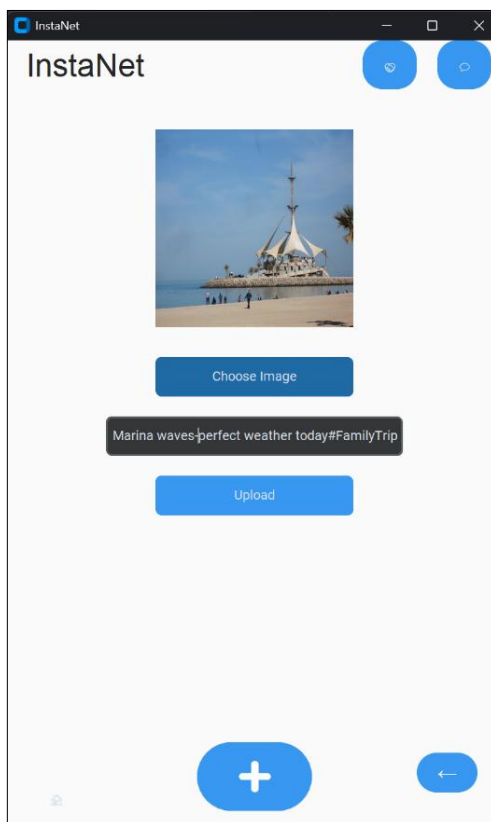 InstaNet
InstaNet
Choose Image
Marina waves-perfect weather today#FamilyTrip
Upload